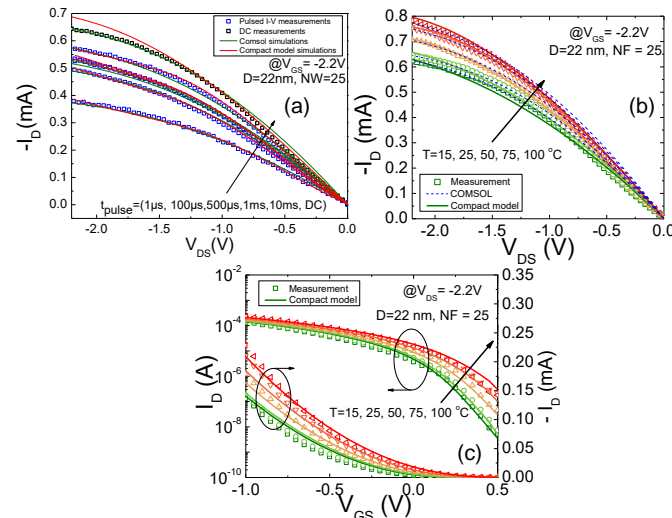 Pulsed I-V measurements
DC measurements
Comsol simulations
Compact model simulations
@V_GS= -2.2V
D=22nm, NW=25
(a)
t_pulse=(1µs, 100µs,500µs,1ms,10ms, DC)
0.7
0.6
0.4
0.3
0.1
0.0
-2.0
-1.5
-1.0
-0.5
0.0
-I_D (mA)
V_DS(V)
@V_GS= -2.2V
D=22 nm, NF = 25
(b)
T=15, 25, 50, 75, 100 °C
Measurement
COMSOL
Compact model
0.8
0.7
0.6
0.5
0.4
0.3
0.2
0.1
0.0
-2.0
-1.5
-1.0
-0.5
0.0
-I_D (mA)
V_DS (V)
Measurement
Compact model
@V_DS= -2.2V
D=22 nm, NF = 25
T=15, 25, 50, 75, 100 °C
(c)
10⁻²
10⁻⁴
10⁻⁶
10⁻⁸
10⁻¹⁰
0.35
0.30
0.25
0.20
0.15
0.10
0.05
0.00
-1.0
-0.5
0.0
0.5
I_D (A)
- I_D (mA)
V_GS (V)